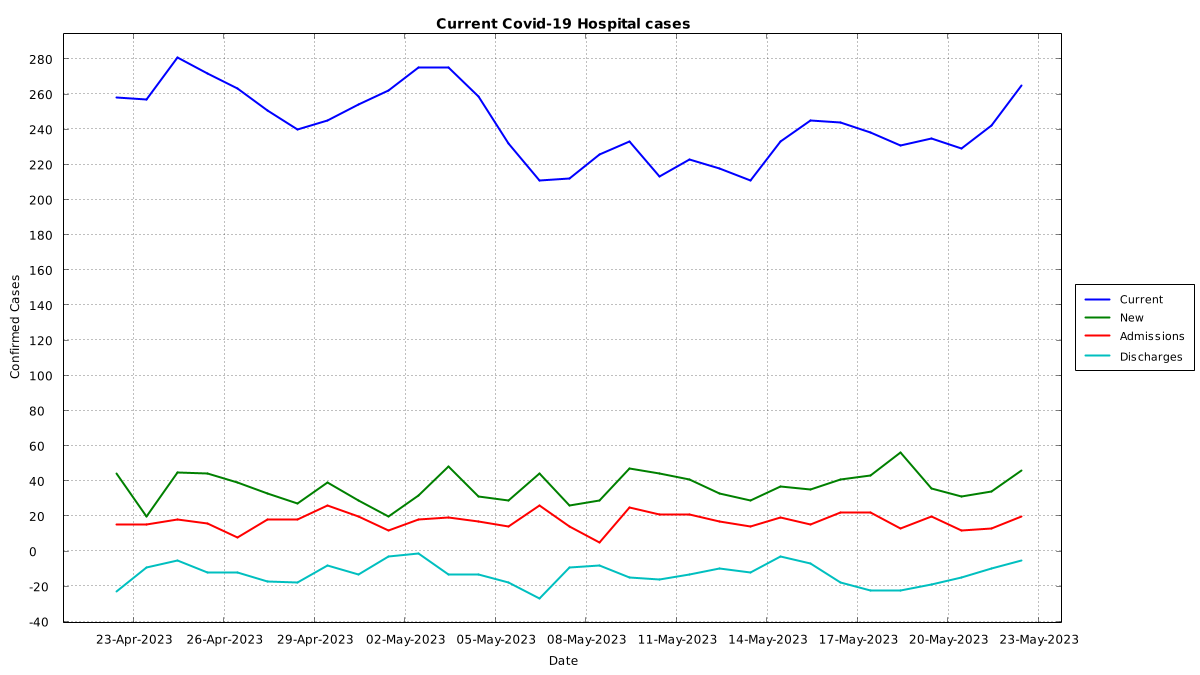 Current Covid-19 Hospital cases
280
260
240
220
200
180
160
140
120
100
80
60
40
20
0
-20
-40
Confirmed Cases
23-Apr-2023 26-Apr-2023 29-Apr-2023 02-May-2023 05-May-2023 08-May-2023 11-May-2023 14-May-2023 17-May-2023 20-May-2023 23-May-2023
Date
Current
New
Admissions
Discharges